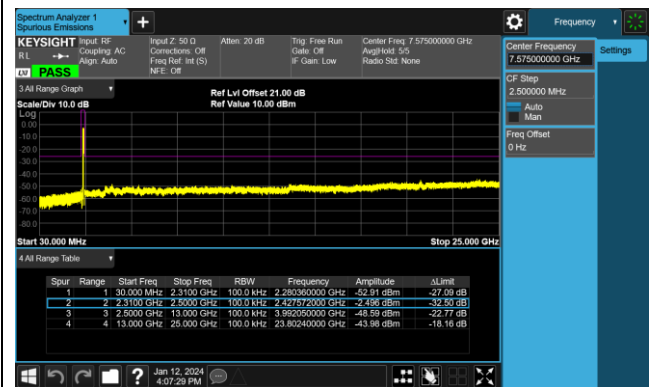 Spectrum Analyzer 1
Spurious Emissions
Frequency
KEYSIGHT Input: RF Input Z: 50 Ω Atten: 20 dB Trig: Free Run Center Freq: 7.575000000 GHz
RL Coupling: AC Corrections: Off Gate: Off Avg|Hold: 5/5
Align: Auto Freq Ref: Int (S) IF Gain: Low Radio Std: None
NFE: Off
LXI PASS
Center Frequency
7.575000000 GHz
Settings
CF Step
2.500000 MHz
Auto
Man
Freq Offset
0 Hz
3 All Range Graph
Ref Lvl Offset 21.00 dB
Scale/Div 10.0 dB Ref Value 10.00 dBm
Log
0.00
-10.0
-20.0
-30.0
-40.0
-50.0
-60.0
-70.0
-80.0
Start 30.000 MHz Stop 25.000 GHz
4 All Range Table
Spur Range Start Freq Stop Freq RBW Frequency Amplitude ΔLimit
1 1 30.000 MHz 2.3100 GHz 100.0 kHz 2.280360000 GHz -52.91 dBm -27.09 dB
2 2 2.3100 GHz 2.5000 GHz 100.0 kHz 2.427572000 GHz -2.496 dBm -32.50 dB
3 3 2.5000 GHz 13.000 GHz 100.0 kHz 3.992050000 GHz -48.59 dBm -22.77 dB
4 4 13.000 GHz 25.000 GHz 100.0 kHz 23.80240000 GHz -43.98 dBm -18.16 dB
Jan 12, 2024
4:07:29 PM